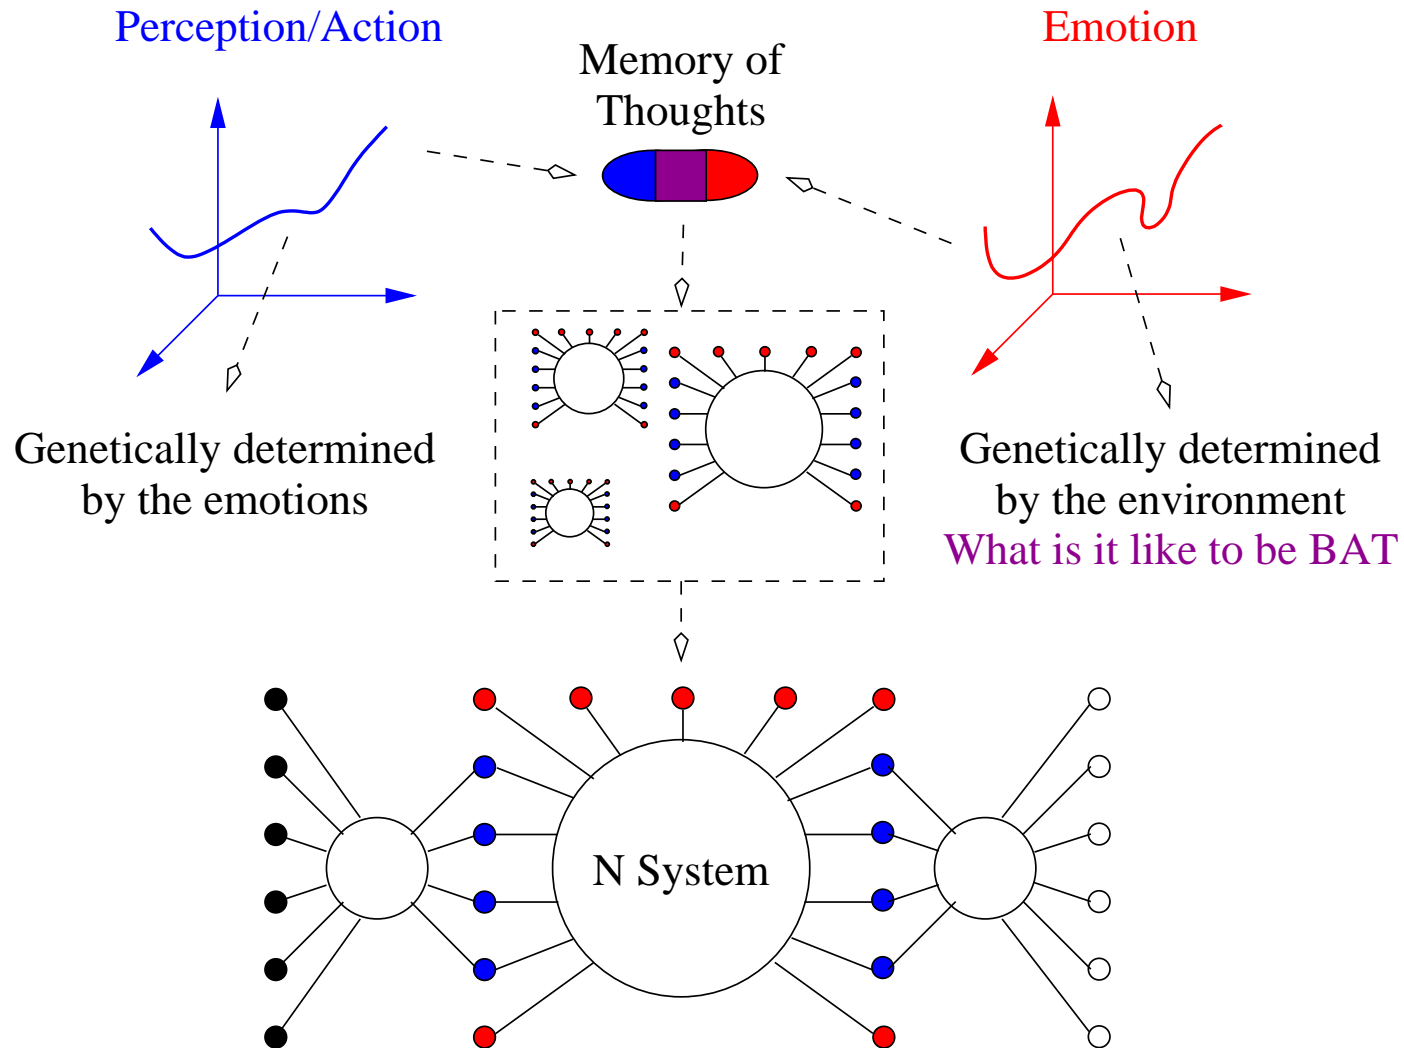 Perception/Action
Emotion
Memory of
Thoughts
Genetically determined
by the emotions
Genetically determined
by the environment
What is it like to be BAT
N System